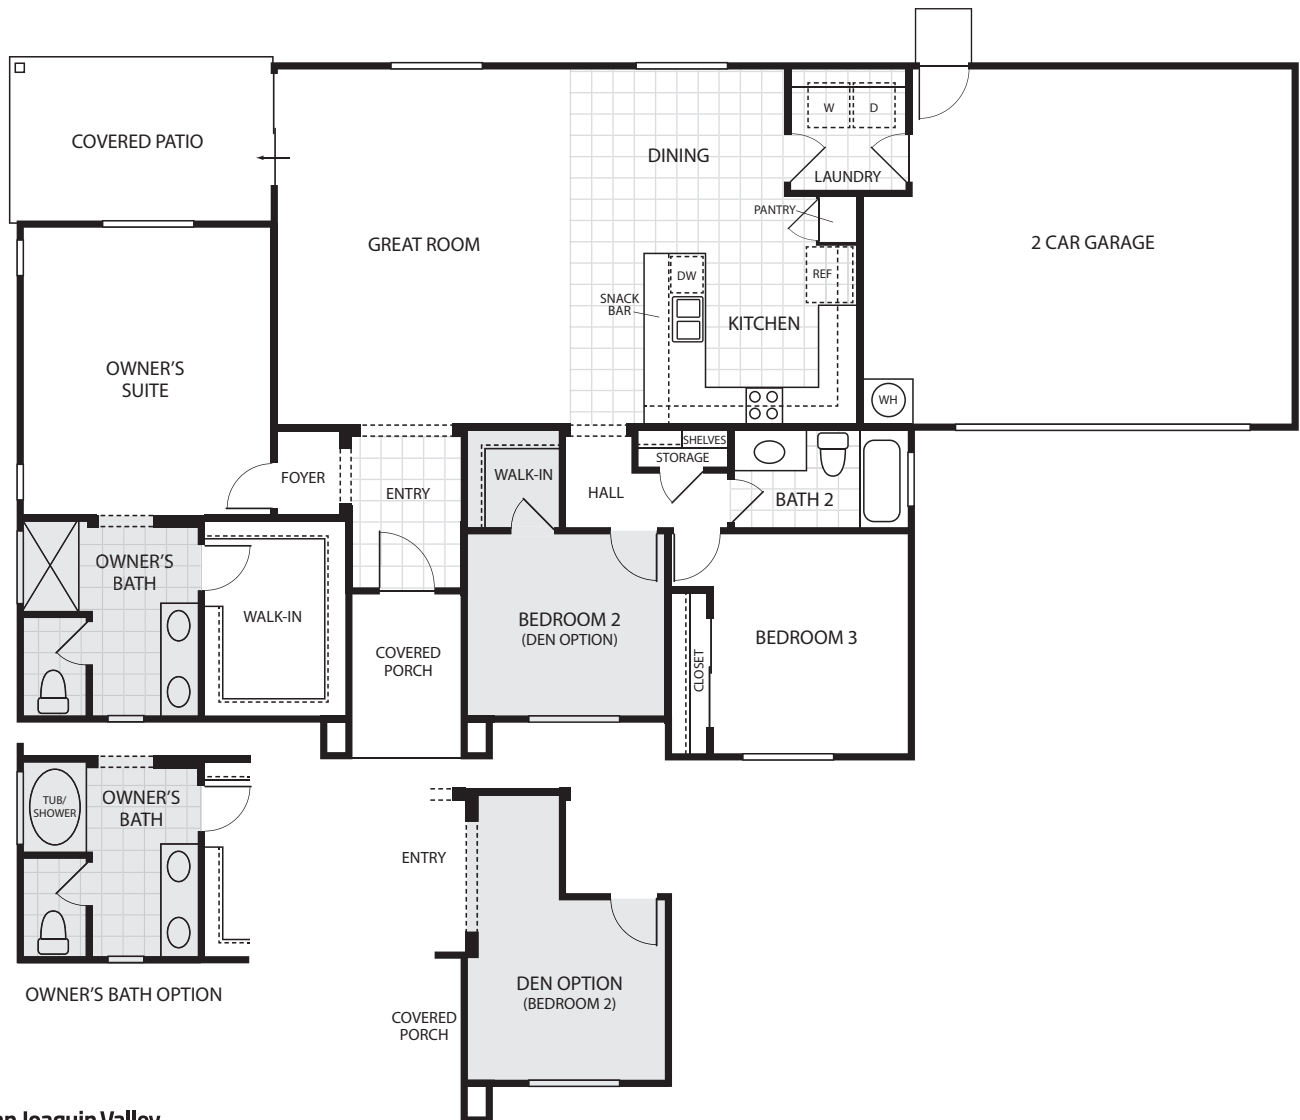 COVERED PATIO
GREAT ROOM
DINING
W
D
LAUNDRY
PANTRY
REF
DW
SNACK
BAR
KITCHEN
2 CAR GARAGE
WH
OWNER'S
SUITE
FOYER
ENTRY
WALK-IN
HALL
SHELVES
STORAGE
BATH 2
OWNER'S
BATH
WALK-IN
COVERED
PORCH
BEDROOM 2
(DEN OPTION)
CLOSET
BEDROOM 3
TUB/
SHOWER
OWNER'S
BATH
OWNER'S BATH OPTION
ENTRY
DEN OPTION
(BEDROOM 2)
COVERED
PORCH
Joaquin Valley